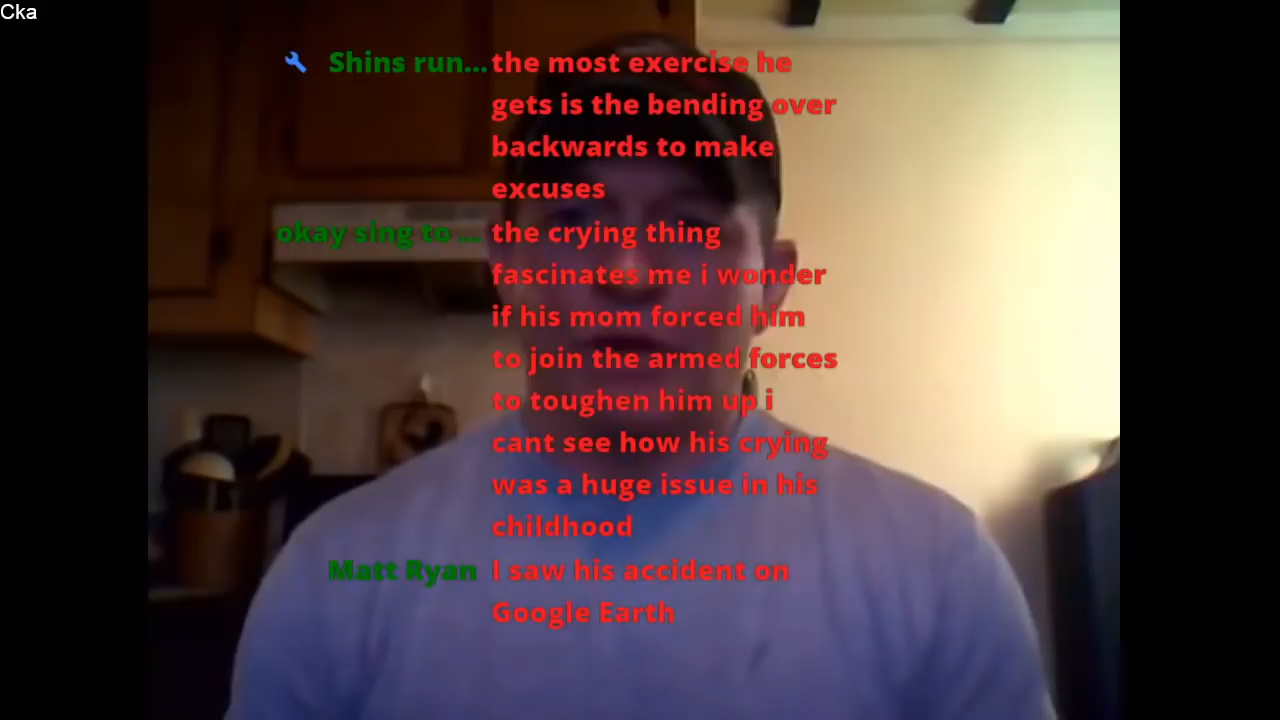 Cka
Shins run... the most exercise he
gets is the bending over
backwards to make
excuses
okay sing to ... the crying thing
fascinates me i wonder
if his mom forced him
to join the armed forces
to toughen him up i
cant see how his crying
was a huge issue in his
childhood
Matt Ryan I saw his accident on
Google Earth